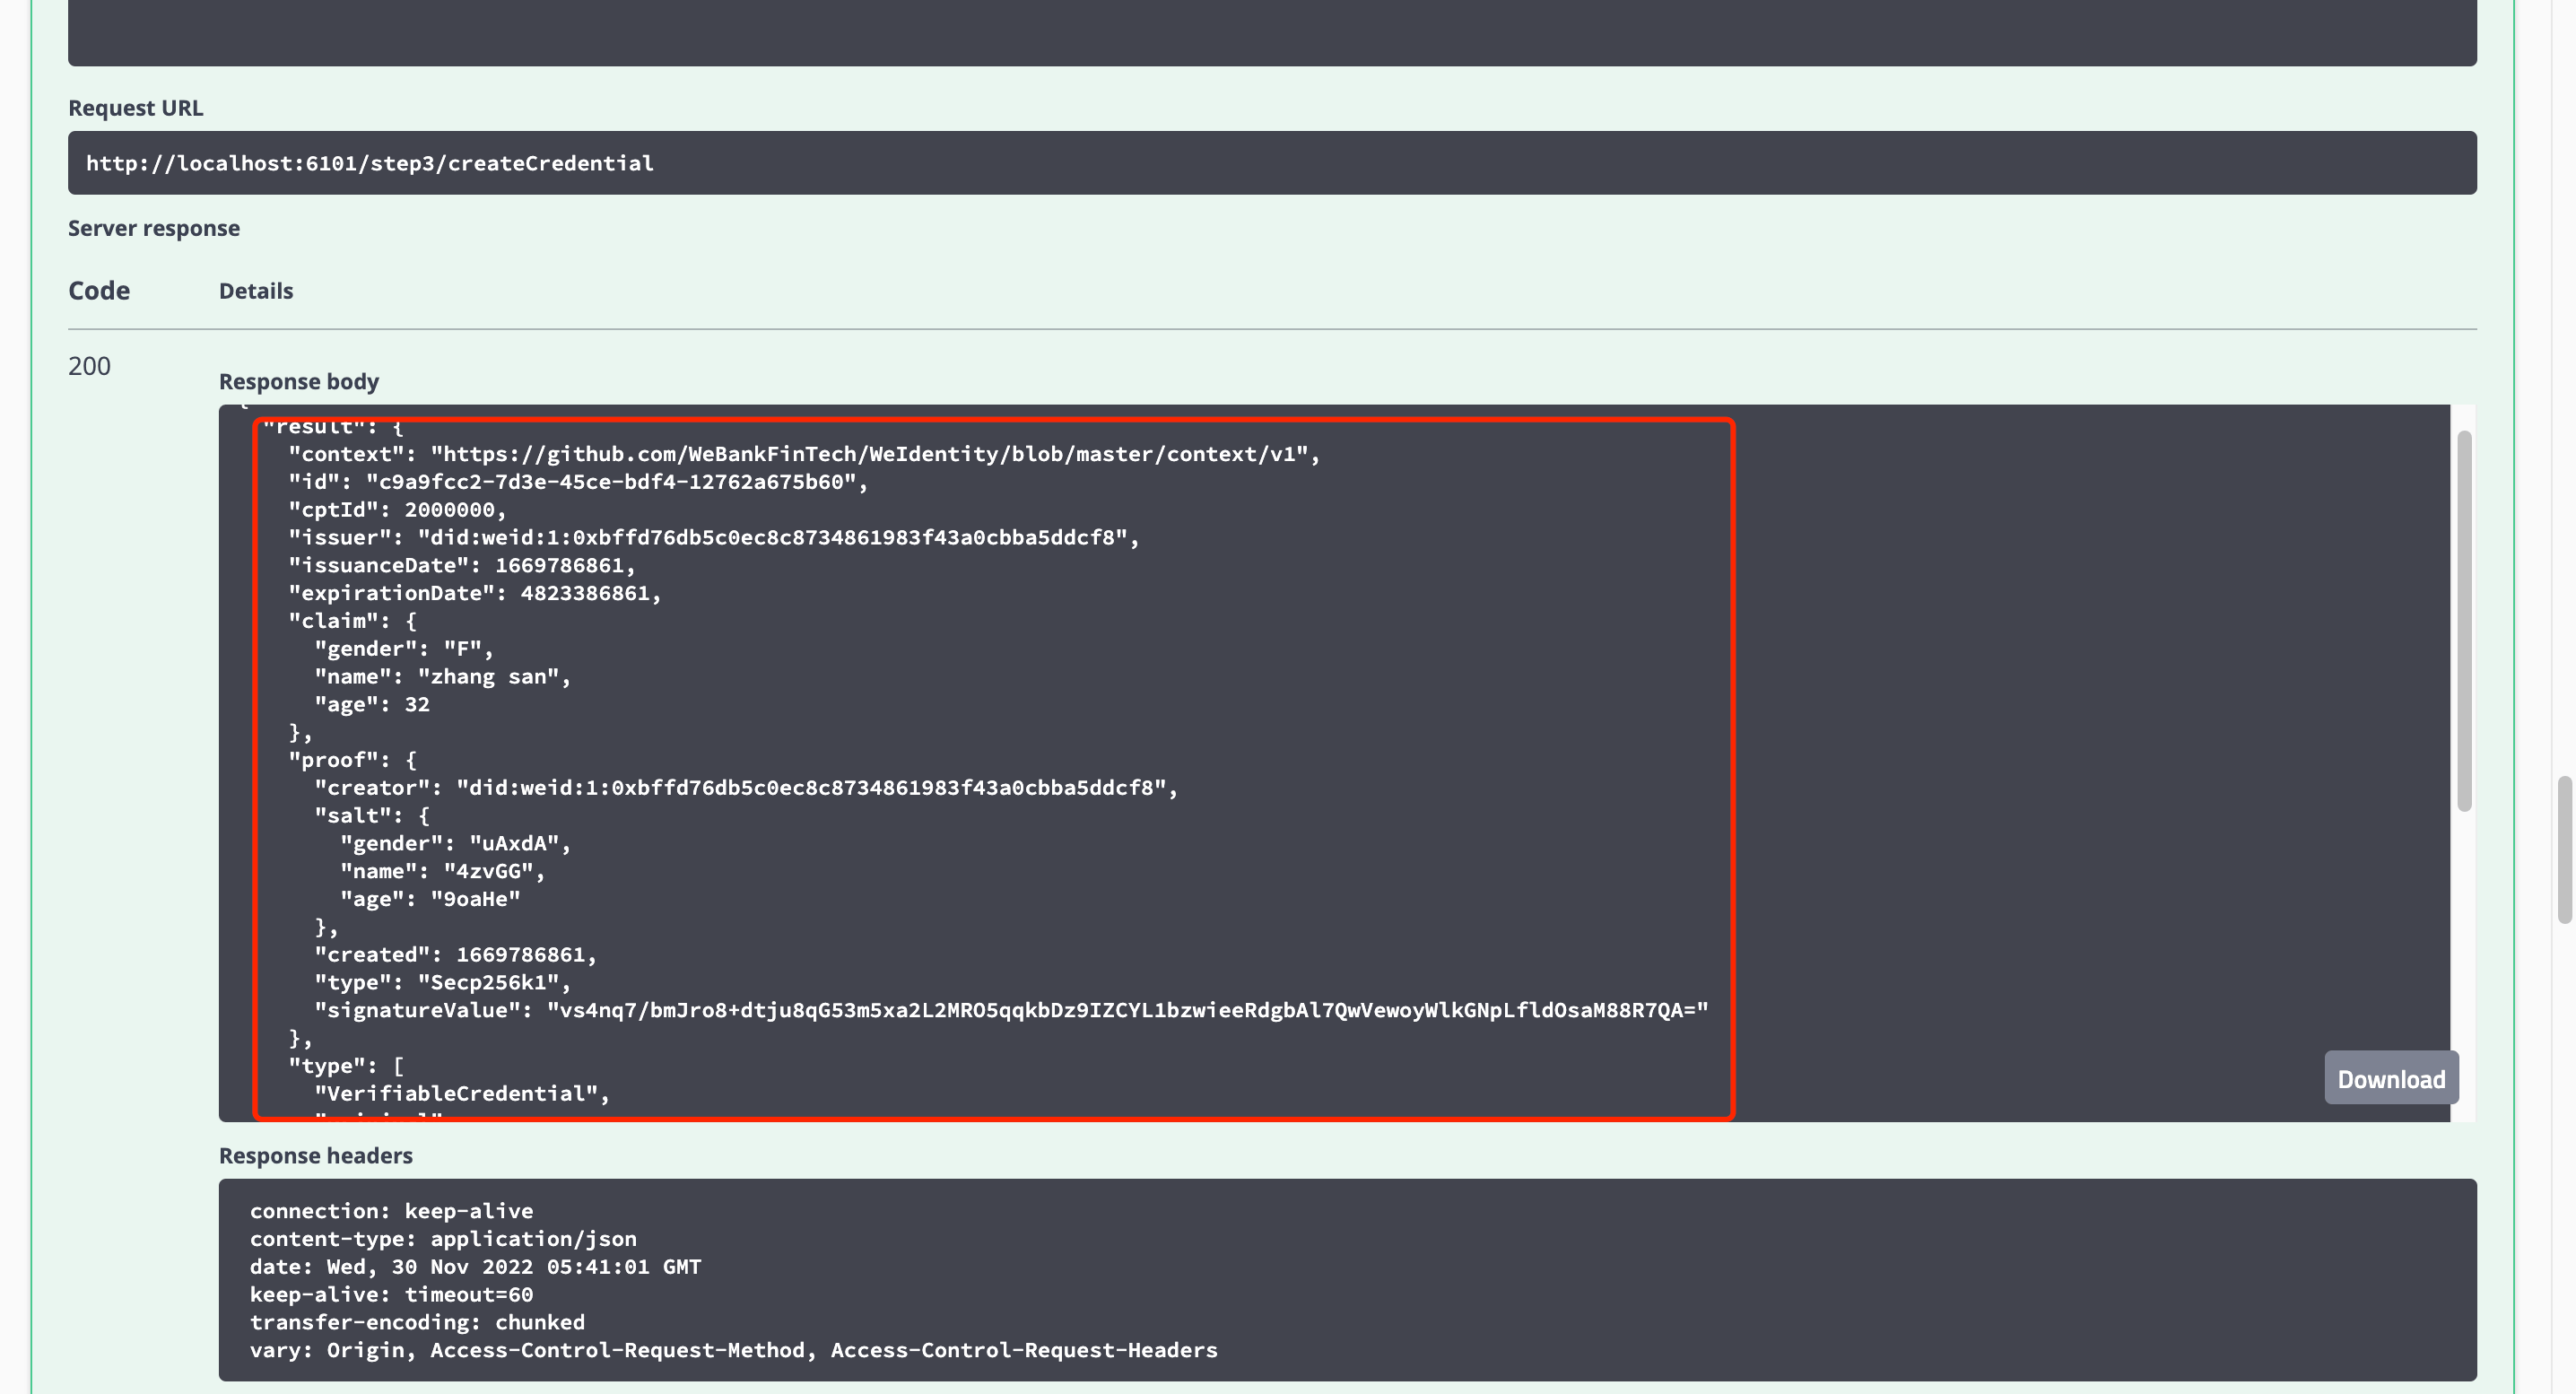 Request URL
http://localhost:6101/step3/createCredential
Server response
Code Details
200
Response body
"result": {
"context": "https://github.com/WeBankFinTech/WeIdentity/blob/master/context/v1",
"id": "c9a9fcc2-7d3e-45ce-bdf4-12762a675b60",
"cptId": 2000000,
"issuer": "did:weid:1:0xbffd76db5c0ec8c8734861983f43a0cbba5ddcf8",
"issuanceDate": 1669786861,
"expirationDate": 4823386861,
"claim": {
"gender": "F",
"name": "zhang san",
"age": 32
},
"proof": {
"creator": "did:weid:1:0xbffd76db5c0ec8c8734861983f43a0cbba5ddcf8",
"salt": {
"gender": "uAxdA",
"name": "4zvGG",
"age": "9oaHe"
},
"created": 1669786861,
"type": "Secp256k1",
"signatureValue": "vs4nq7/bmJro8+dtju8qG53m5xa2L2MRO5qqkbDz9IZCYL1bzwieeRdgbAl7QwVewoyWlkGNpLfldOsaM88R7QA="
},
"type": [
"VerifiableCredential",
Download
Response headers
connection: keep-alive
content-type: application/json
date: Wed, 30 Nov 2022 05:41:01 GMT
keep-alive: timeout=60
transfer-encoding: chunked
vary: Origin, Access-Control-Request-Method, Access-Control-Request-Headers